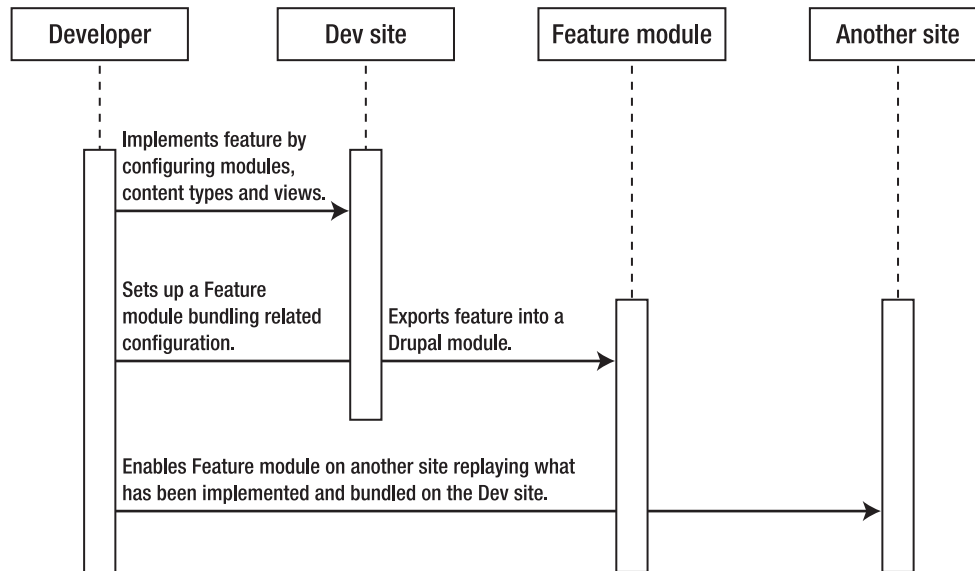 Developer
Dev site
Feature module
Another site
Implements feature by
configuring modules,
content types and views.
Sets up a Feature
module bundling related
configuration.
Exports feature into a
Drupal module.
Enables Feature module on another site replaying what
has been implemented and bundled on the Dev site.